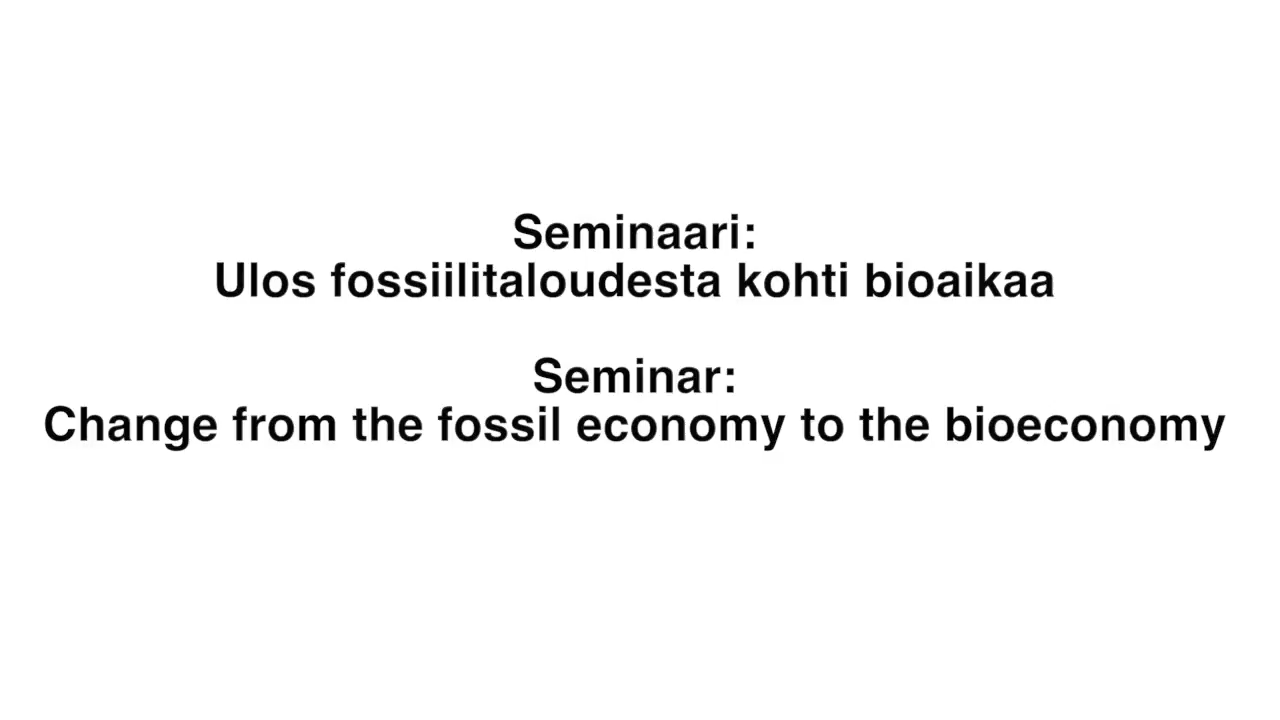 Seminaari:
Ulos fossiilitaloudesta kohti bioaikaa
Seminar:
Change from the fossil economy to the bioeconomy